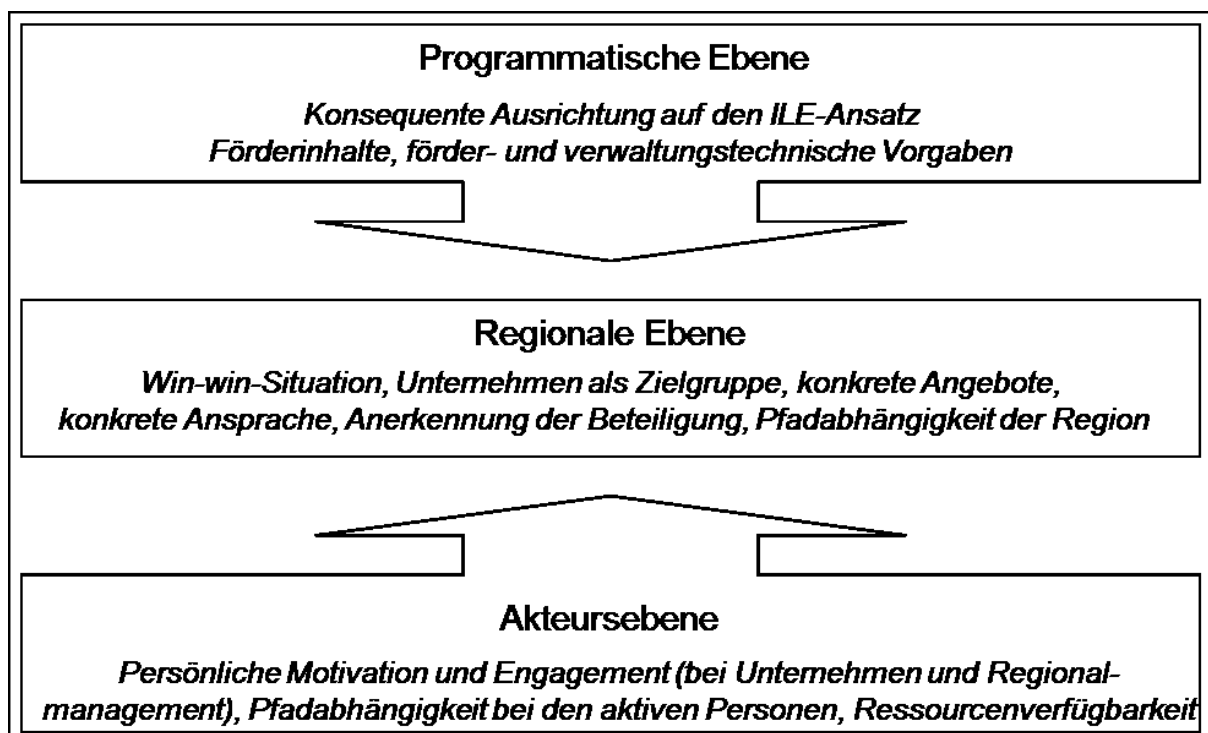 Programmatische Ebene
Konsequente Ausrichtung auf den ILE-Ansatz
Förderinhalte, förder- und verwaltungstechnische Vorgaben
Regionale Ebene
Win-win-Situation, Unternehmen als Zielgruppe, konkrete Angebote,
konkrete Ansprache, Anerkennung der Beteiligung, Pfadabhängigkeit der Region
Akteursebene
Persönliche Motivation und Engagement (bei Unternehmen und Regional-
management), Pfadabhängigkeit bei den aktiven Personen, Ressourcenverfügbarkeit